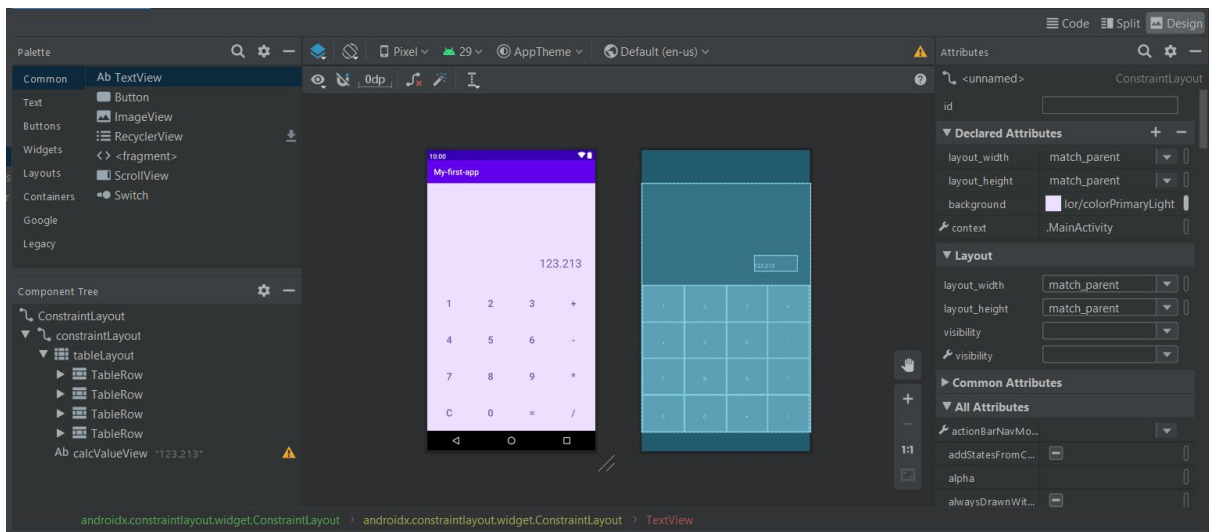 Code Split Design
Palette
Common
Text
Buttons
Widgets
Layouts
Containers
Google
Legacy
Ab TextView
Button
ImageView
RecyclerView
<> <fragment>
ScrollView
Switch
Component Tree
ConstraintLayout
constraintLayout
tableLayout
TableRow
TableRow
TableRow
TableRow
Ab calcValueView "123.213"
Pixel 29 AppTheme Default (en-us)
0dp
10:00
My-first-app
123.213
1 2 3 +
4 5 6 -
7 8 9 *
C 0 = /
123.213
1:1
Attributes
<unnamed> ConstraintLayout
id
Declared Attributes + −
layout_width match_parent
layout_height match_parent
background lor/colorPrimaryLight
context .MainActivity
Layout
layout_width match_parent
layout_height match_parent
visibility
visibility
Common Attributes
All Attributes
actionBarNavMo...
addStatesFromC...
alpha
alwaysDrawnWit...
androidx.constraintlayout.widget.ConstraintLayout > androidx.constraintlayout.widget.ConstraintLayout > TextView